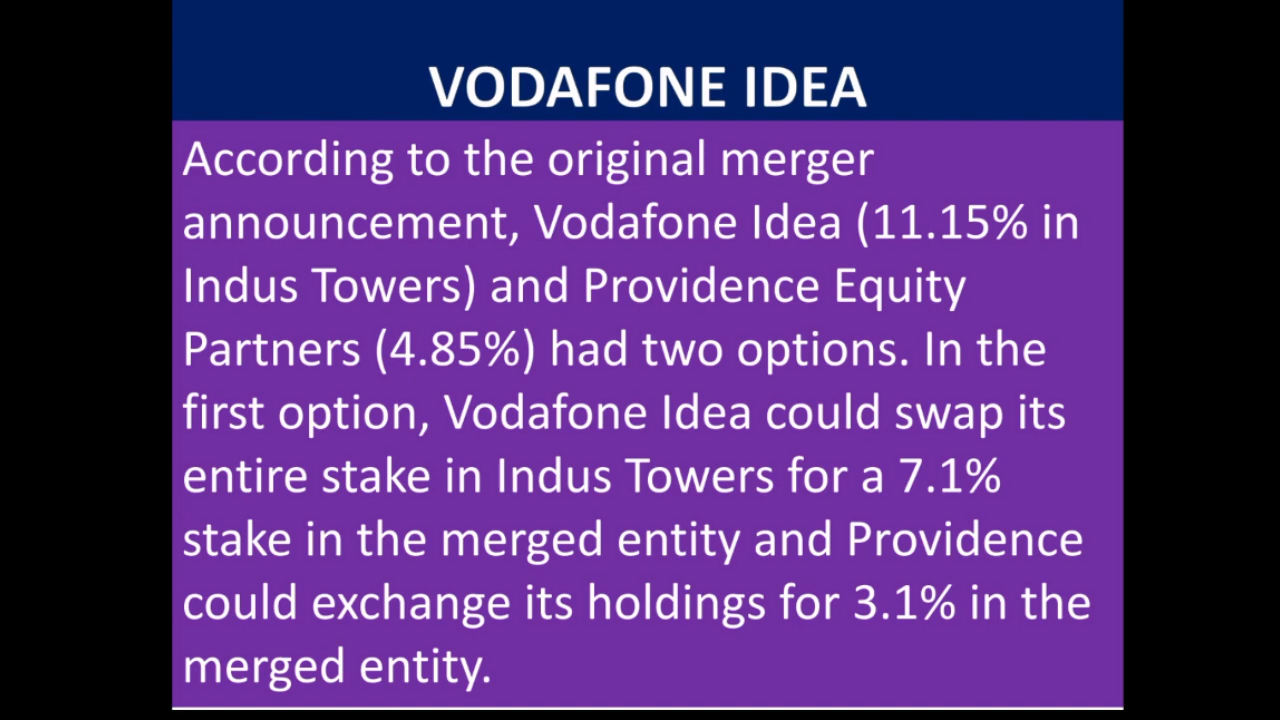 VODAFONE IDEA
According to the original merger
announcement, Vodafone Idea (11.15% in
Indus Towers) and Providence Equity
Partners (4.85%) had two options. In the
first option, Vodafone Idea could swap its
entire stake in Indus Towers for a 7.1%
stake in the merged entity and Providence
could exchange its holdings for 3.1% in the
merged entity.